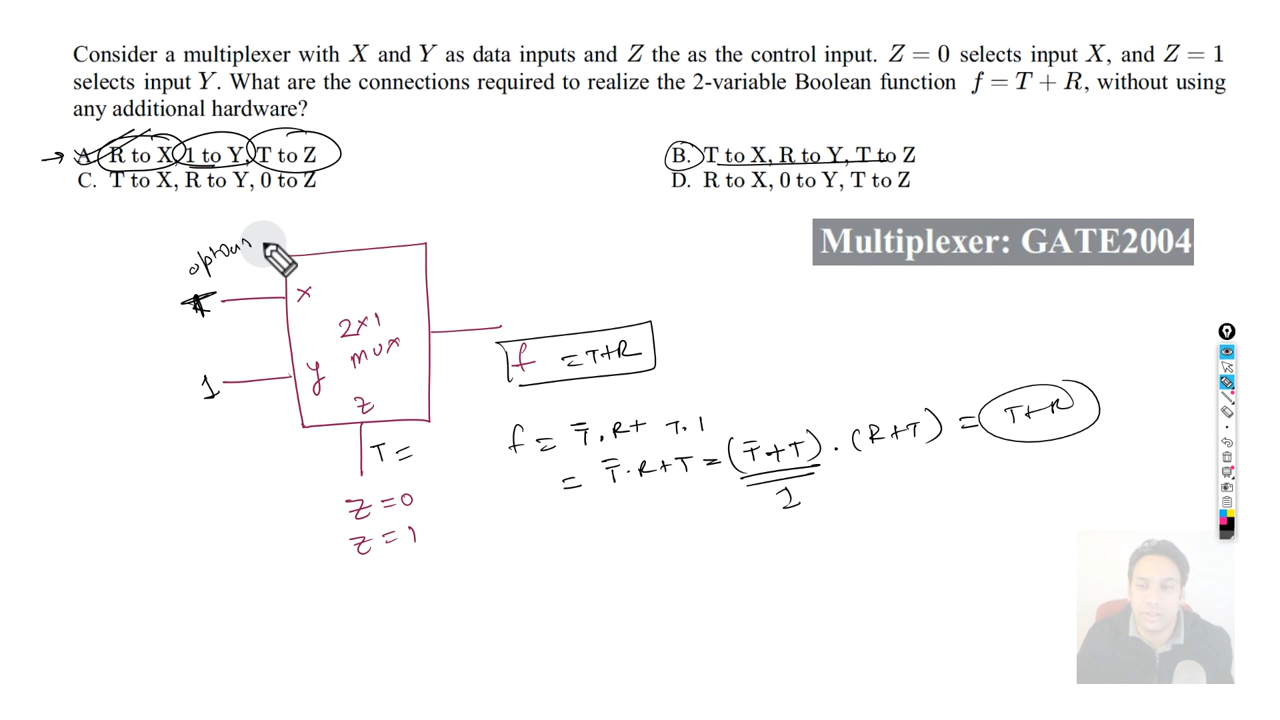 Consider a multiplexer with X and Y as data inputs and Z the as the control input. Z = 0 selects input X, and Z = 1
selects input Y. What are the connections required to realize the 2-variable Boolean function f = T + R, without using
any additional hardware?
A. R to X, 1 to Y, T to Z
B. T to X, R to Y, T to Z
C. T to X, R to Y, 0 to Z
D. R to X, 0 to Y, T to Z
Multiplexer: GATE2004
x
2x1
mux
f = T+R
1
y
z
T =
z = 0
z = 1
f = T̅.R + T.1
= T̅.R+T = (T̅+T).(R+T) = T+R
1